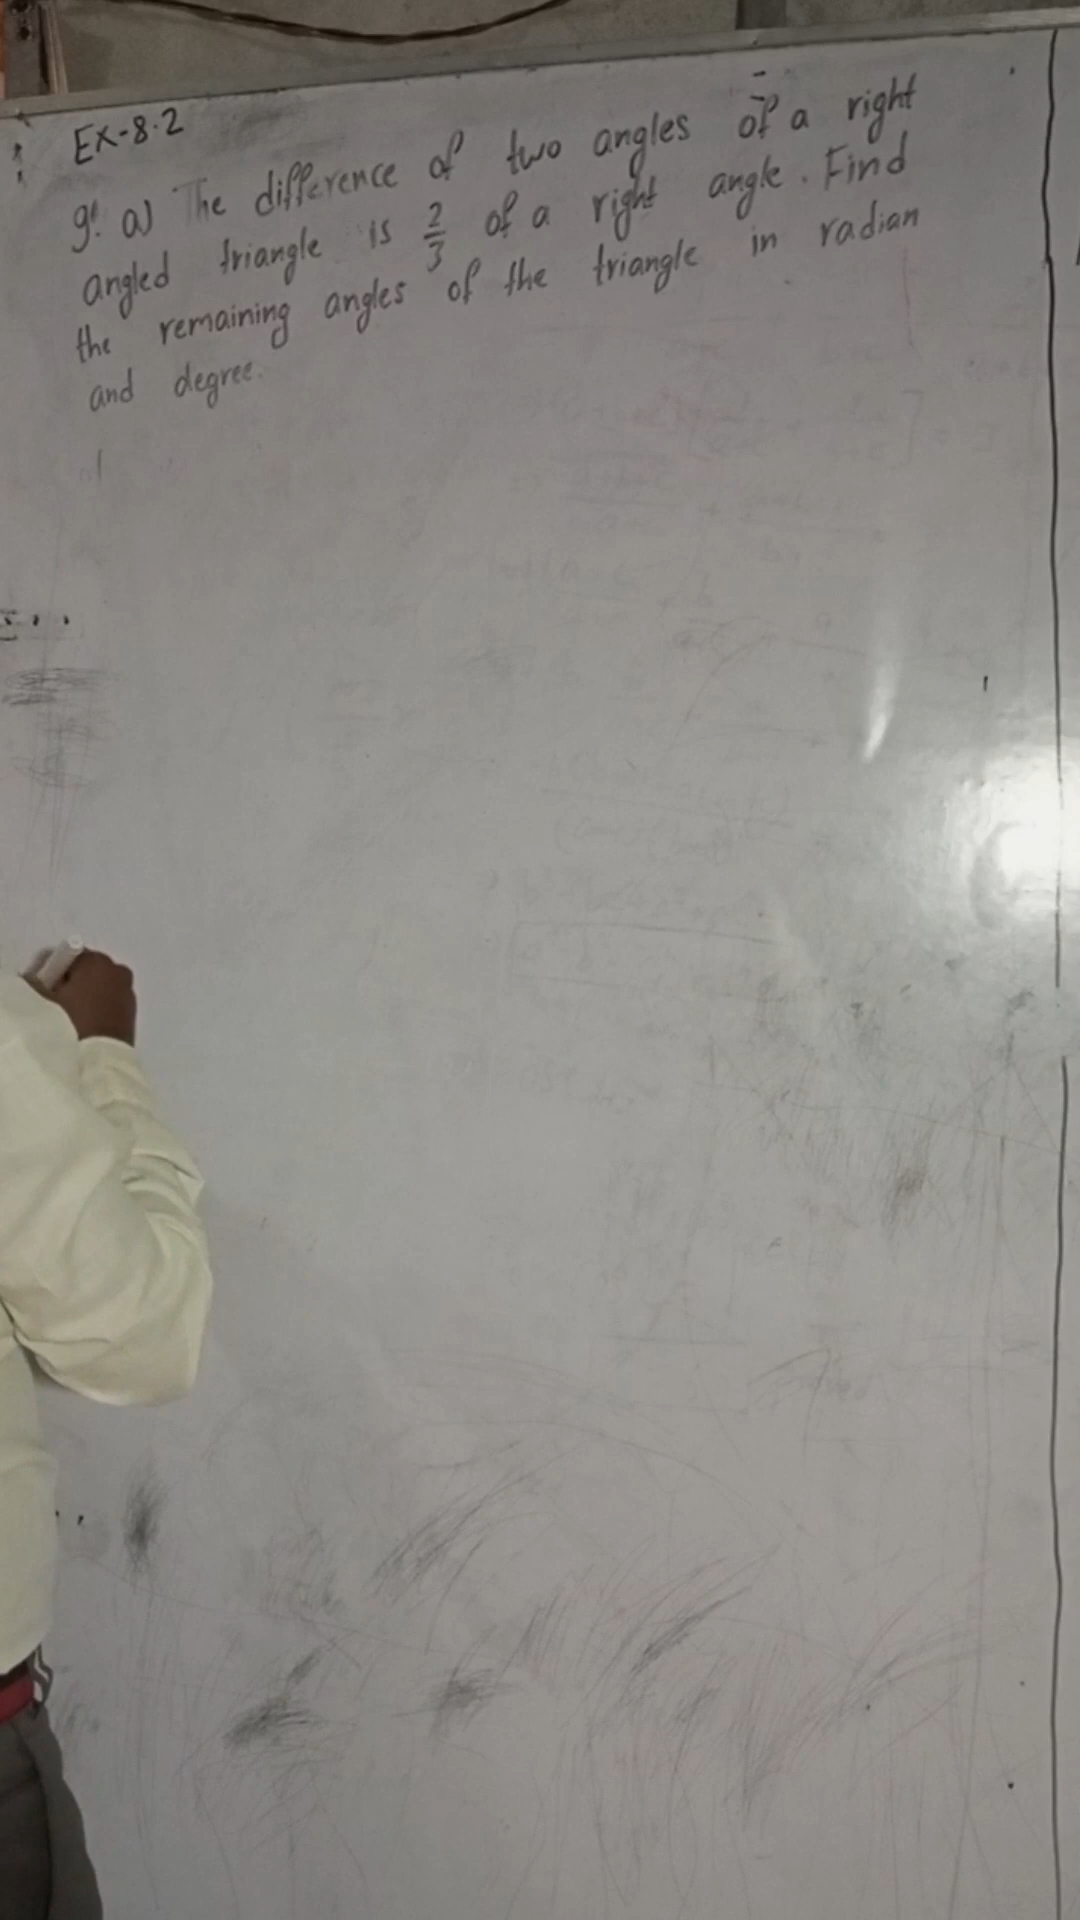 Ex-8.2
9. a) The difference of two angles of a right
angled triangle is 2/3 of a right angle. Find
the remaining angles of the triangle in radian
and degree.